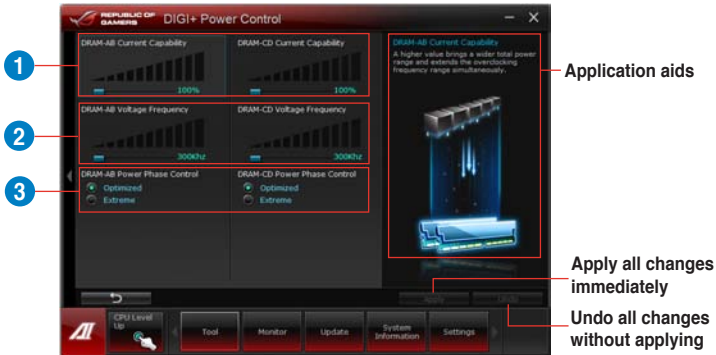 REPUBLIC OF GAMERS DIGI+ Power Control
DRAM-AB Current Capability
100%
DRAM-CD Current Capability
100%
DRAM-AB Current Capability
A higher value brings a wider total power range and extends the overclocking frequency range simultaneously.
Application aids
1
DRAM-AB Voltage Frequency
300Khz
DRAM-CD Voltage Frequency
300Khz
2
DRAM-AB Power Phase Control
Optimized
Extreme
DRAM-CD Power Phase Control
Optimized
Extreme
3
Apply
Undo
Apply all changes
immediately
Undo all changes
without applying
CPU Level
Up
Tool
Monitor
Update
System
Information
Settings